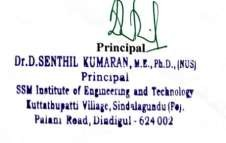 Principal
Dr.D.SENTHIL KUMARAN, M.E., Ph.D., (NUS)
Principal
SSM Institute of Engineering and Technology
Kuttathupatti Village, Sindalagundu (Po).
Palani Road, Dindigul - 624 002